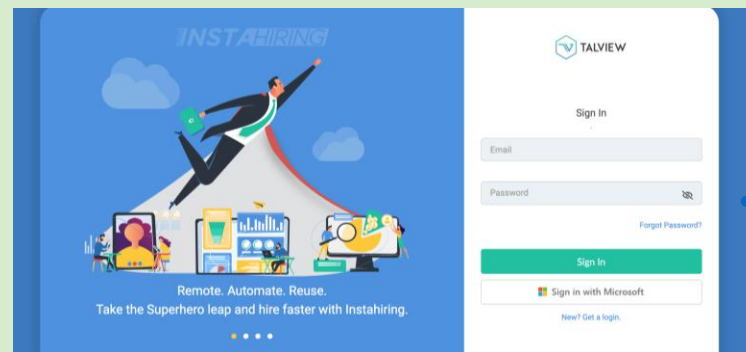 INSTAHIRING
Remote. Automate. Reuse.
Take the Superhero leap and hire faster with Instahiring.
TALVIEW
Sign In
Email
Password
Forgot Password?
Sign In
Sign in with Microsoft
New? Get a login.